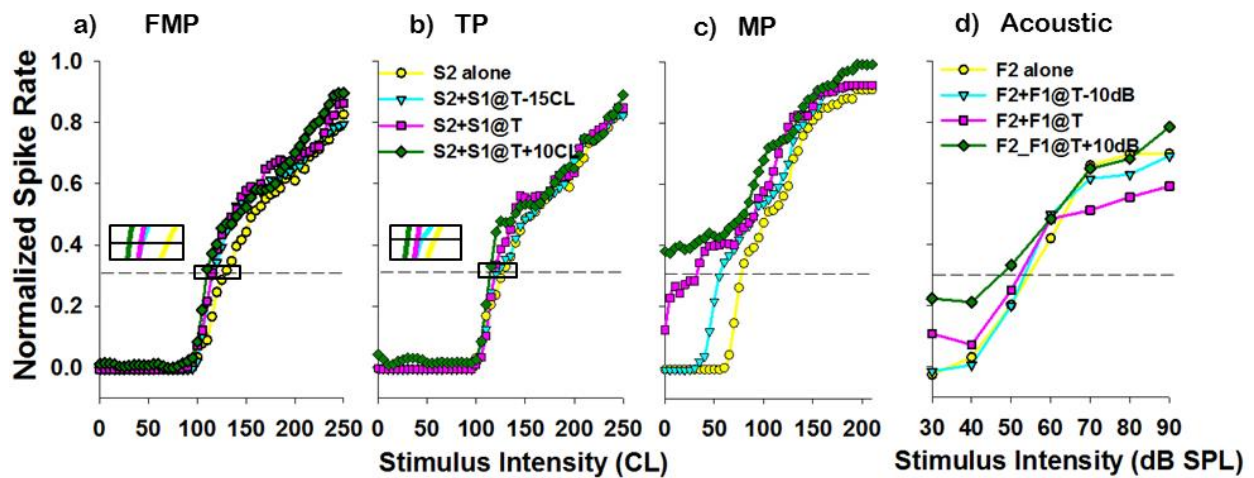 a) FMP
b) TP
c) MP
d) Acoustic
Normalized Spike Rate
1.0
0.8
0.6
0.4
0.2
0.0
S2 alone
S2+S1@T-15CL
S2+S1@T
S2+S1@T+10CL
F2 alone
F2+F1@T-10dB
F2+F1@T
F2_F1@T+10dB
0 50 100 150 200 250
0 50 100 150 200 250
0 50 100 150 200
30 40 50 60 70 80 90
Stimulus Intensity (CL)
Stimulus Intensity (dB SPL)